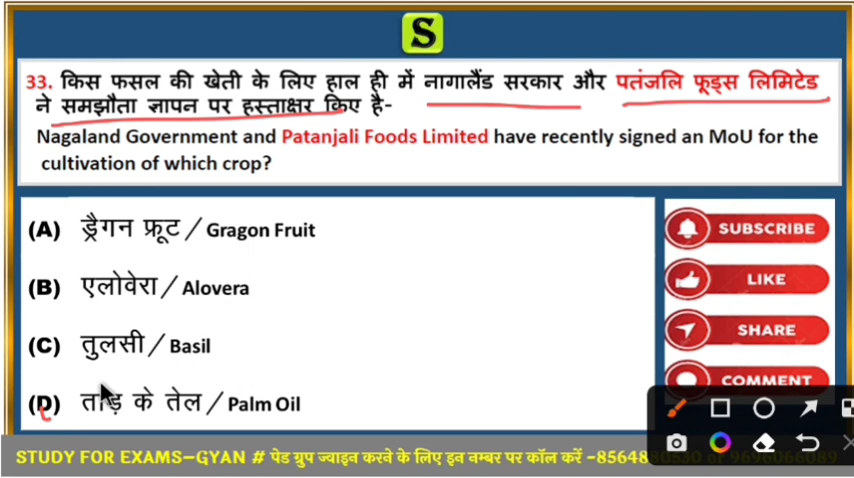 S
33. किस फसल की खेती के लिए हाल ही में नागालैंड सरकार और पतंजलि फूड्स लिमिटेड
ने समझौता ज्ञापन पर हस्ताक्षर किए है-
Nagaland Government and Patanjali Foods Limited have recently signed an MoU for the
cultivation of which crop?
(A) ड्रैगन फ्रूट / Gragon Fruit
(B) एलोवेरा / Alovera
(C) तुलसी / Basil
(D) ताड़ के तेल / Palm Oil
SUBSCRIBE
LIKE
SHARE
COMMENT
STUDY FOR EXAMS–GYAN # पेड ग्रुप ज्वाइन करने के लिए इन नम्बर पर कॉल करें